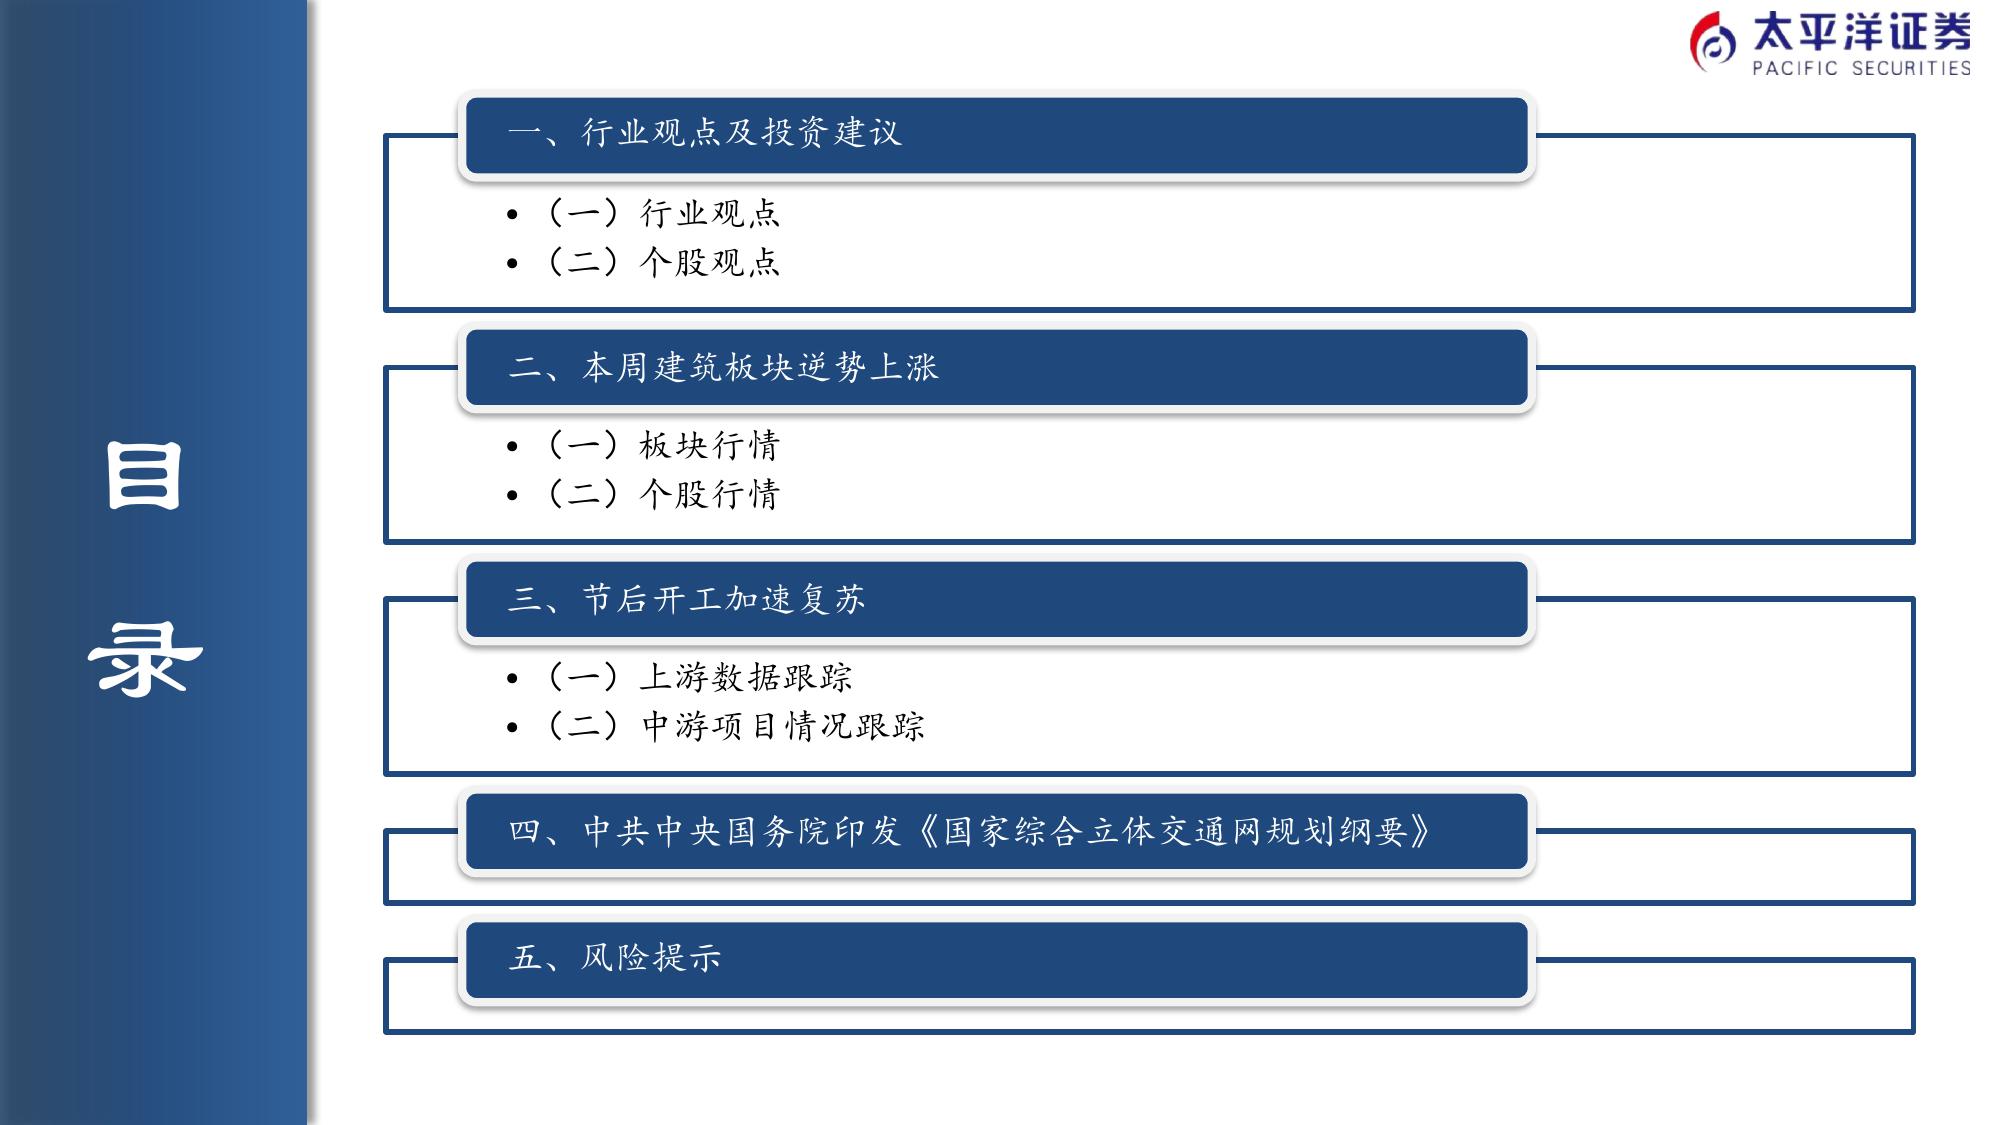 太平洋证券
PACIFIC SECURITIES
目
录
一、行业观点及投资建议
•（一）行业观点
•（二）个股观点
二、本周建筑板块逆势上涨
•（一）板块行情
•（二）个股行情
三、节后开工加速复苏
•（一）上游数据跟踪
•（二）中游项目情况跟踪
四、中共中央国务院印发《国家综合立体交通网规划纲要》
五、风险提示